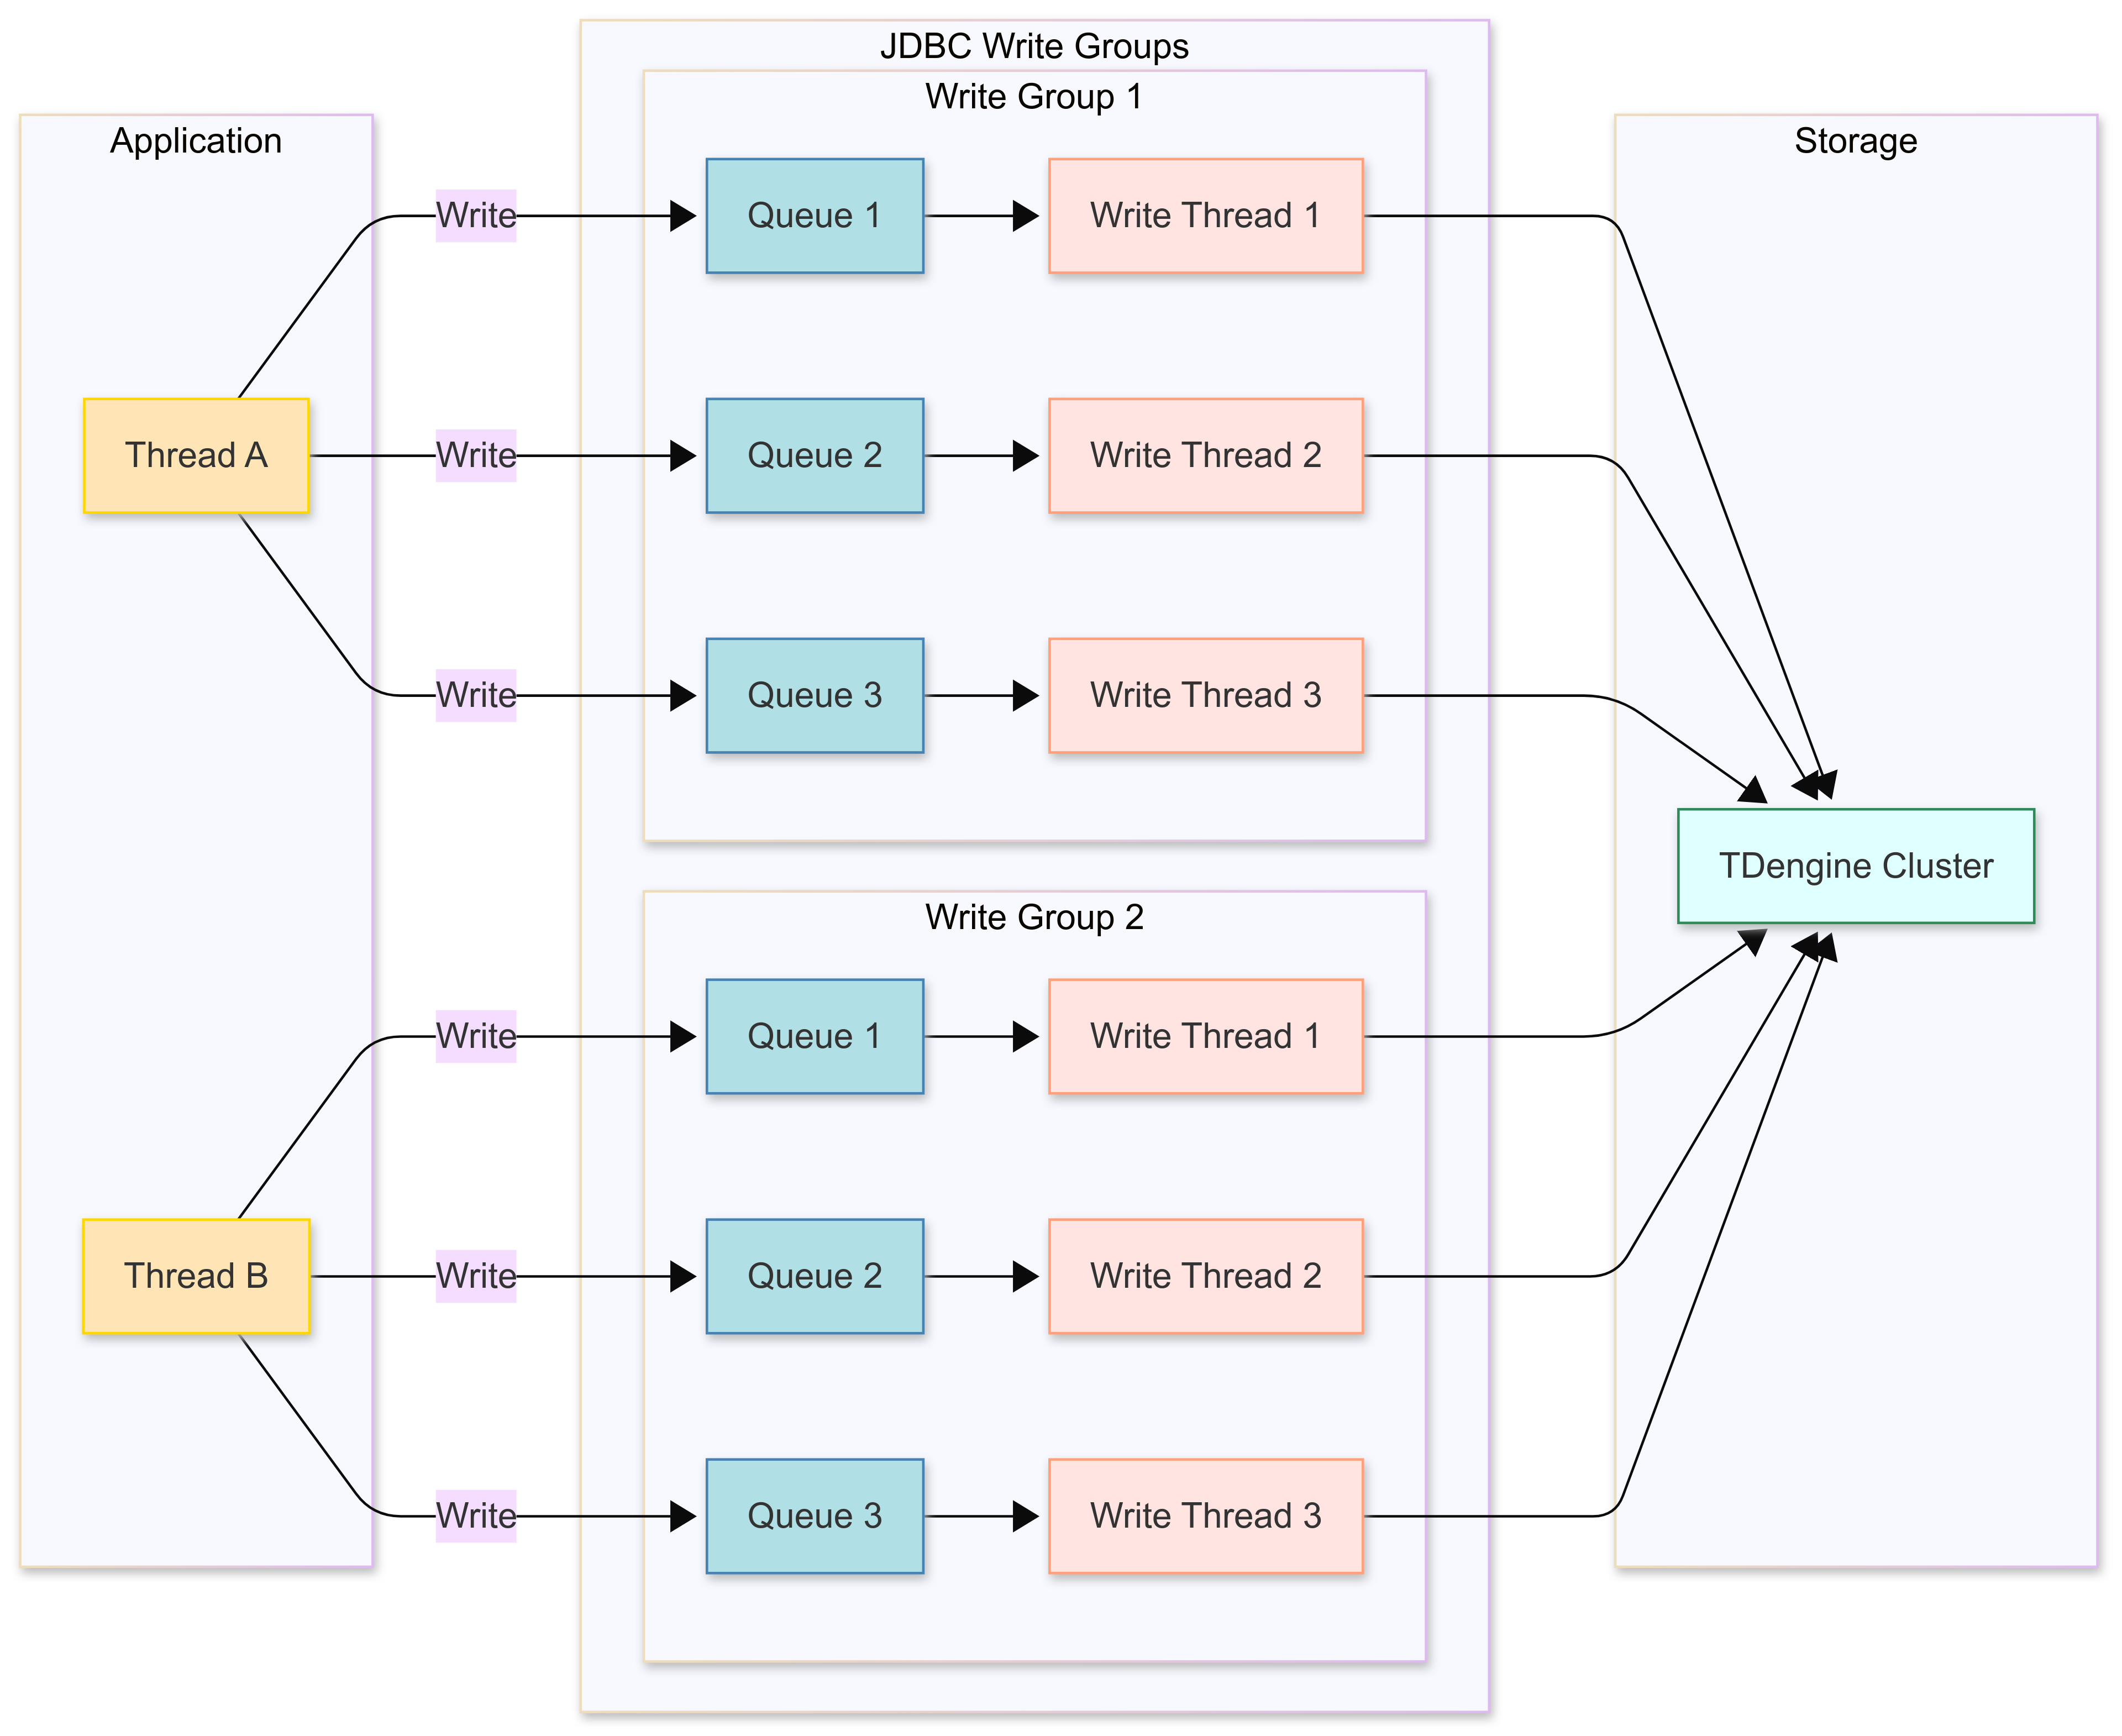 JDBC Write Groups
Write Group 1
Application
Storage
Write
Queue 1
Write Thread 1
Thread A
Write
Queue 2
Write Thread 2
Write
Queue 3
Write Thread 3
TDengine Cluster
Write Group 2
Write
Queue 1
Write Thread 1
Thread B
Write
Queue 2
Write Thread 2
Write
Queue 3
Write Thread 3